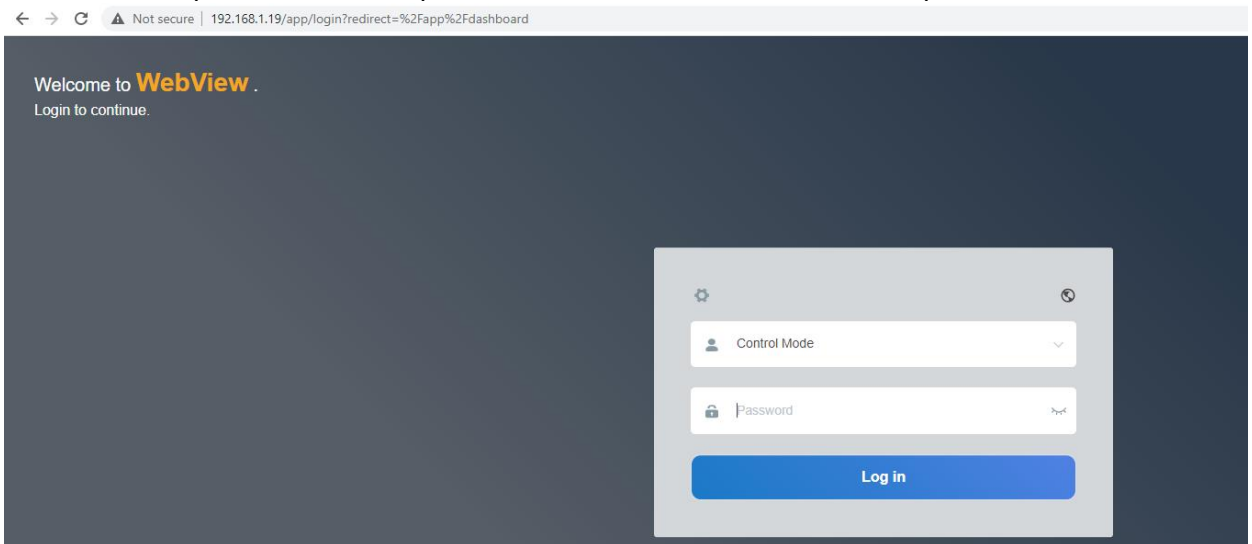 Not secure | 192.168.1.19/app/login?redirect=%2Fapp%2Fdashboard
Welcome to WebView .
Login to continue.
Control Mode
Password
Log in